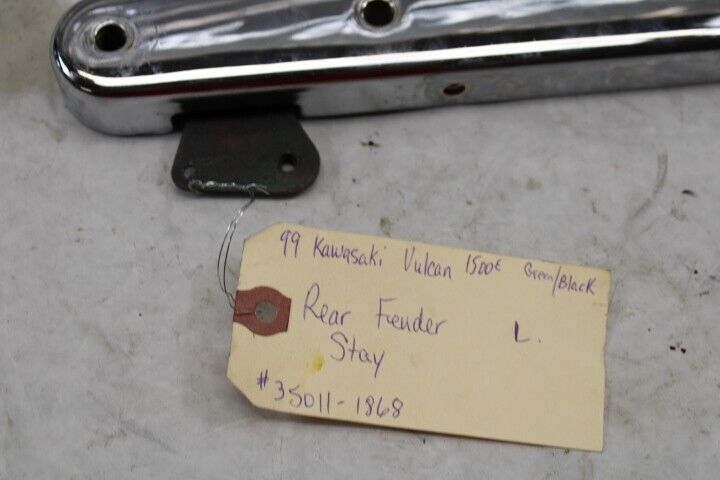 99 Kawasaki Vulcan 1500E Green/Black
Rear Fender L.
Stay
#35011-1868